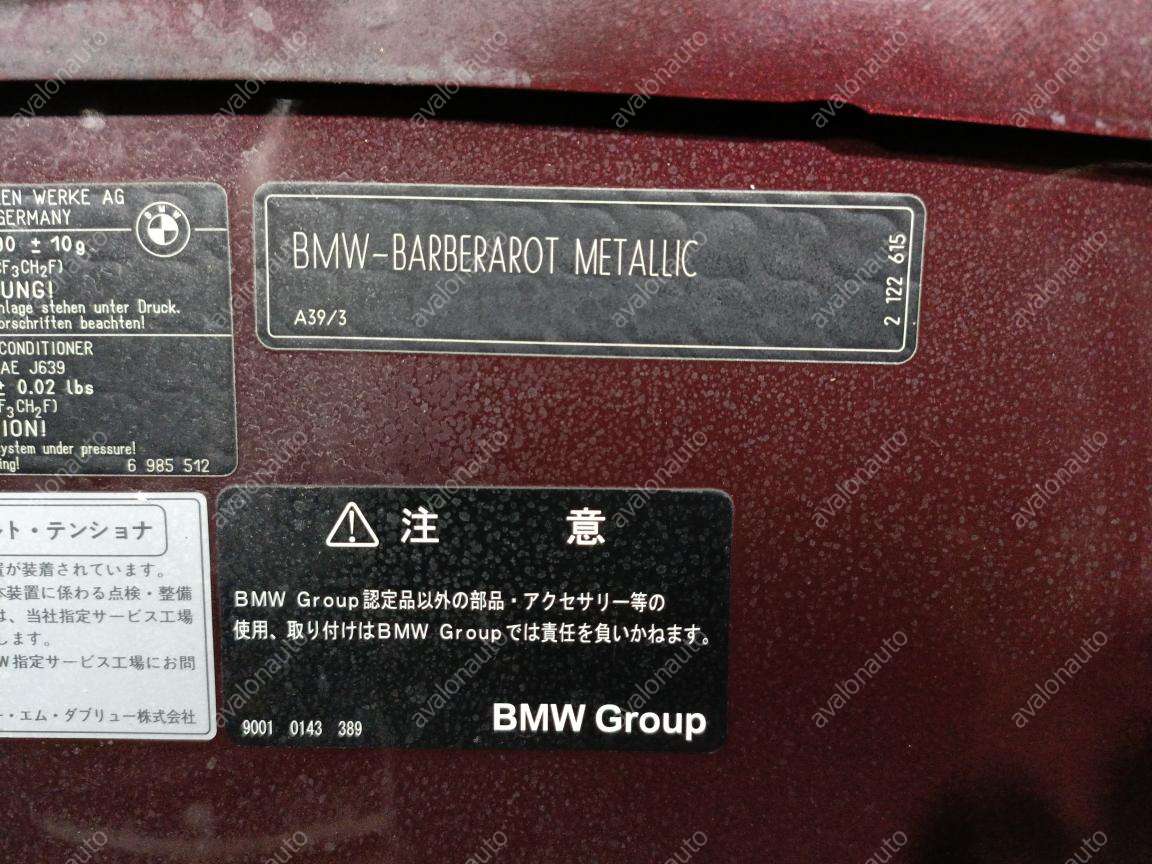 EN WERKE AG
GERMANY
00 ± 10g
CF₃CH₂F)
UNG!
nlage stehen unter Druck.
orschriften beachten!
CONDITIONER
AE J639
± 0.02 lbs
F₃CH₂F)
ION!
ystem under pressure!
ing!
6 985 512
BMW
BMW-BARBERAROT METALLIC
A39/3
2 122 615
ルト・テンショナ
置が装着されています。
本装置に係わる点検・整備
は、当社指定サービス工場
します。
W指定サービス工場にお問
ー・エム・ダブリュー株式会社
注 意
BMW Group認定品以外の部品・アクセサリー等の
使用、取り付けはBMW Groupでは責任を負いかねます。
9001 0143 389
BMW Group
avalonauto